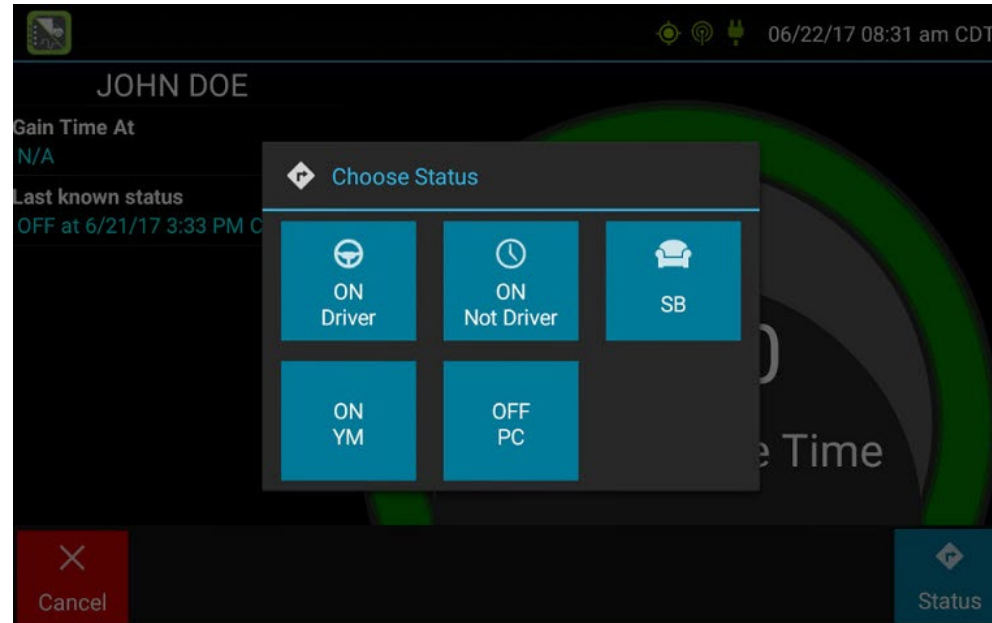 06/22/17 08:31 am CDT
JOHN DOE
Gain Time At
N/A
Last known status
OFF at 6/21/17 3:33 PM C
Choose Status
ON
Driver
ON
Not Driver
SB
ON
YM
OFF
PC
Time
Cancel
Status